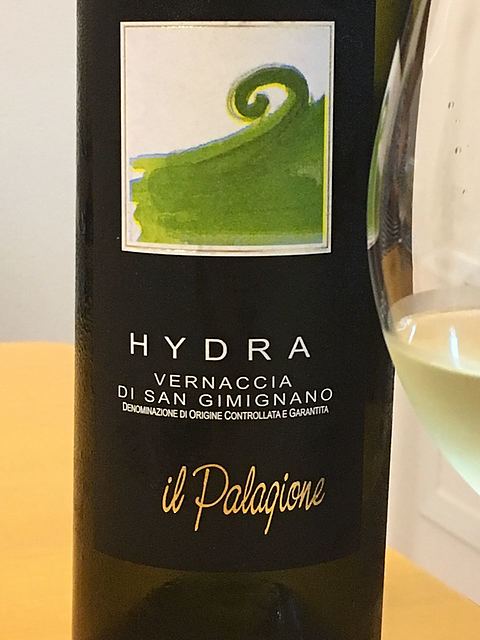 HYDRA
VERNACCIA
DI SAN GIMIGNANO
DENOMINAZIONE DI ORIGINE CONTROLLATA E GARANTITA
il Palagione